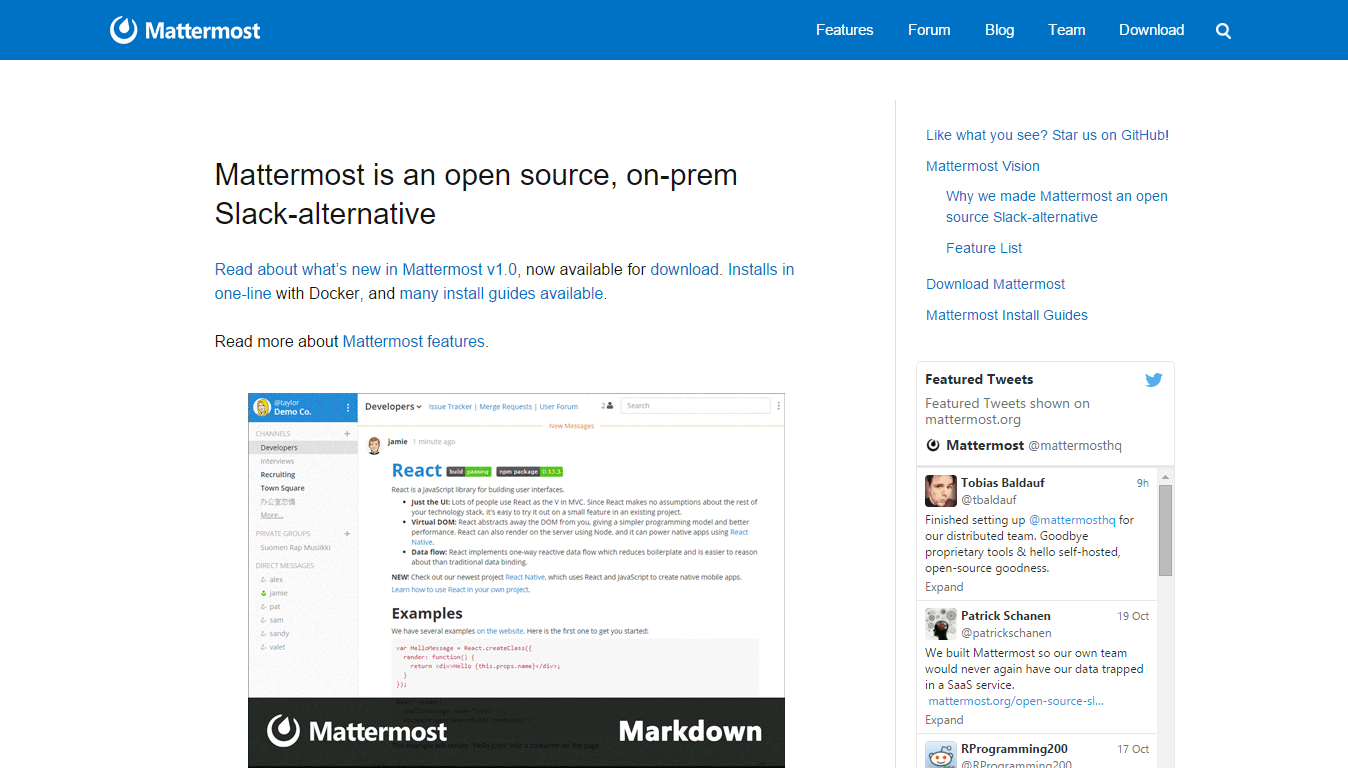 Mattermost
Features
Forum
Blog
Team
Download
Mattermost is an open source, on-prem
Slack-alternative
Read about what's new in Mattermost v1.0, now available for download. Installs in
one-line with Docker, and many install guides available.
Read more about Mattermost features.
@taylor
Demo Co.
CHANNELS +
Developers
Interviews
Recruiting
Town Square
办公室恋情
More...
PRIVATE GROUPS +
Suomen Rap Musiikki
DIRECT MESSAGES
alex
jamie
pat
sam
sandy
valet
Developers
Issue Tracker | Merge Requests | User Forum
2
Search
New Messages
jamie 1 minute ago
React build passing npm package 0.13.3
React is a JavaScript library for building user interfaces.
• Just the UI: Lots of people use React as the V in MVC. Since React makes no assumptions about the rest of
your technology stack, it's easy to try it out on a small feature in an existing project.
• Virtual DOM: React abstracts away the DOM from you, giving a simpler programming model and better
performance. React can also render on the server using Node, and it can power native apps using React
Native.
• Data flow: React implements one-way reactive data flow which reduces boilerplate and is easier to reason
about than traditional data binding.
NEW! Check out our newest project React Native, which uses React and JavaScript to create native mobile apps.
Learn how to use React in your own project.
Examples
We have several examples on the website. Here is the first one to get you started:
var HelloMessage = React.createClass({
render: function() {
return <div>Hello {this.props.name}</div>;
}
});
Mattermost
Markdown
Like what you see? Star us on GitHub!
Mattermost Vision
Why we made Mattermost an open
source Slack-alternative
Feature List
Download Mattermost
Mattermost Install Guides
Featured Tweets
Featured Tweets shown on
mattermost.org
Mattermost @mattermosthq
Tobias Baldauf 9h
@tbaldauf
Finished setting up @mattermosthq for
our distributed team. Goodbye
proprietary tools & hello self-hosted,
open-source goodness.
Expand
Patrick Schanen 19 Oct
@patrickschanen
We built Mattermost so our own team
would never again have our data trapped
in a SaaS service.
mattermost.org/open-source-sl...
Expand
RProgramming200 17 Oct
@RProgramming200